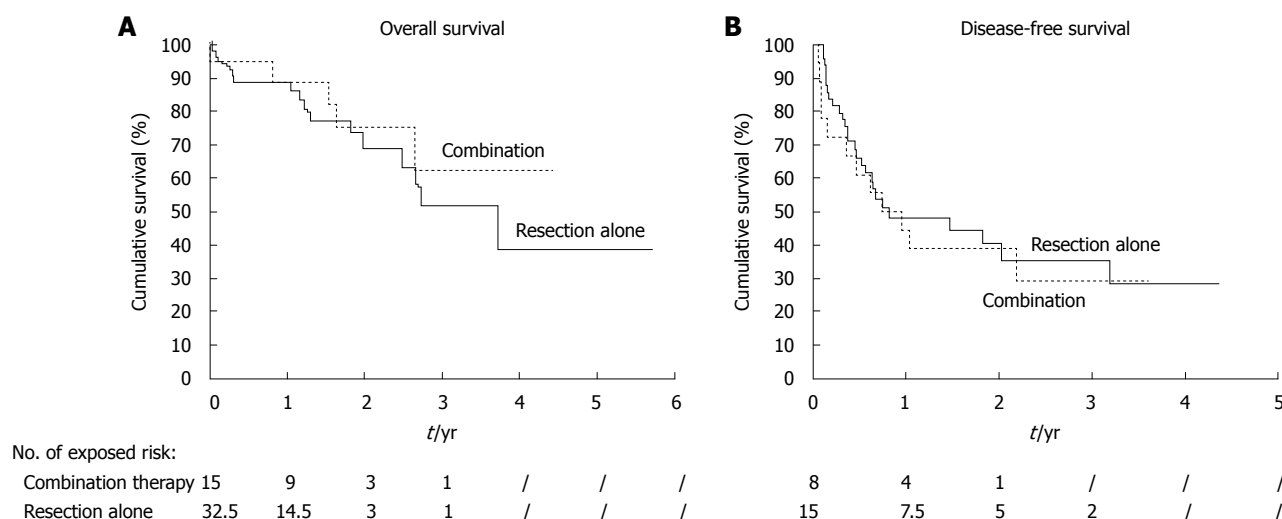 A Overall survival
100
90
80
70
60
50
40
30
20
10
0
Cumulative survival (%)
Combination
Resection alone
0 1 2 3 4 5 6
t/yr
B Disease-free survival
100
90
80
70
60
50
40
30
20
10
0
Cumulative survival (%)
Resection alone
Combination
0 1 2 3 4 5
t/yr
No. of exposed risk:
Combination therapy 15 9 3 1 / / / 8 4 1 / / /
Resection alone 32.5 14.5 3 1 / / / 15 7.5 5 2 / /